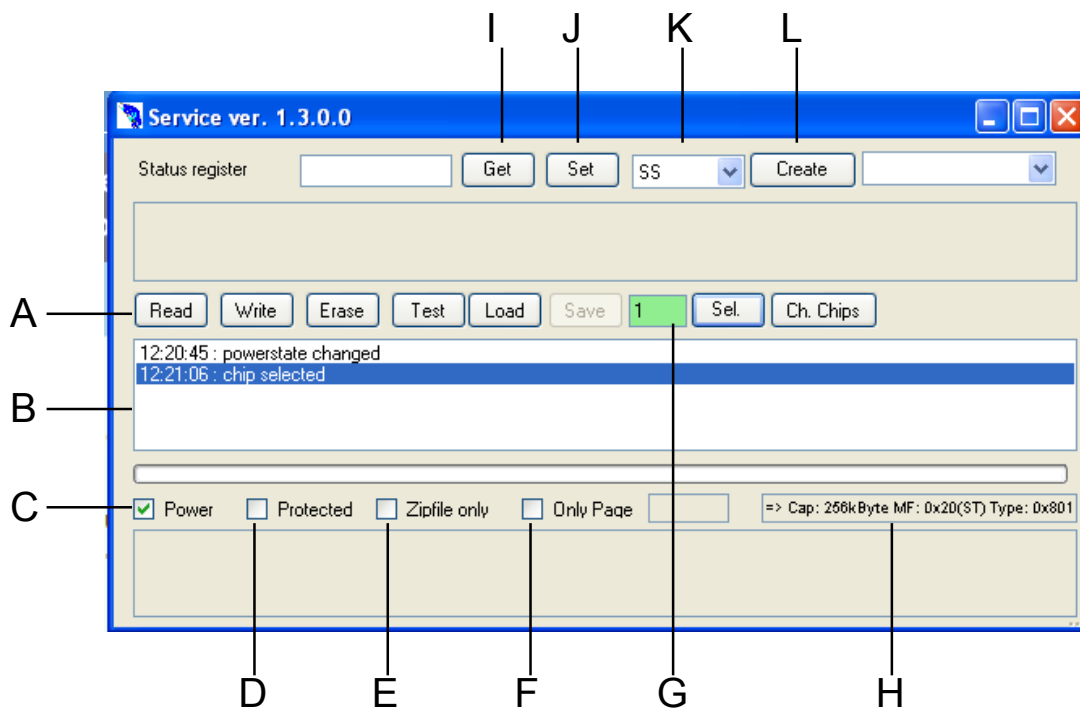 I J K L
Service ver. 1.3.0.0
Status register Get Set SS Create
A Read Write Erase Test Load Save 1 Sel. Ch. Chips
12:20:45 : powerstate changed
12:21:06 : chip selected
B
C Power Protected Zipfile only Only Page => Cap: 256kByte MF: 0x20(ST) Type: 0x801
D E F G H